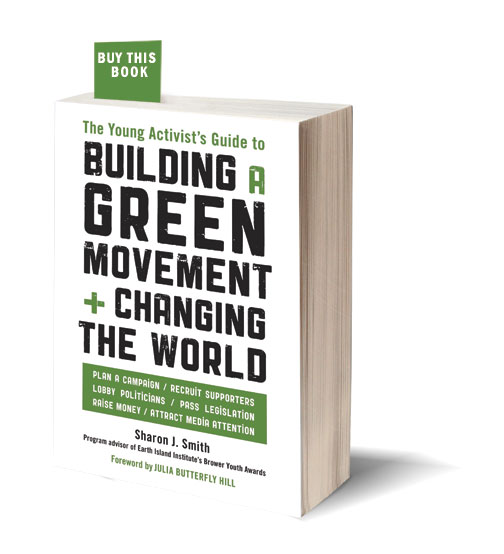 BUY THIS
BOOK
The Young Activist's Guide to
BUILDING A
GREEN
MOVEMENT
+ CHANGING
THE WORLD
PLAN A CAMPAIGN / RECRUIT SUPPORTERS
LOBBY POLITICIANS / PASS LEGISLATION
RAISE MONEY / ATTRACT MEDIA ATTENTION
Sharon J. Smith
Program advisor of Earth Island Institute's Brower Youth Awards
Foreword by JULIA BUTTERFLY HILL